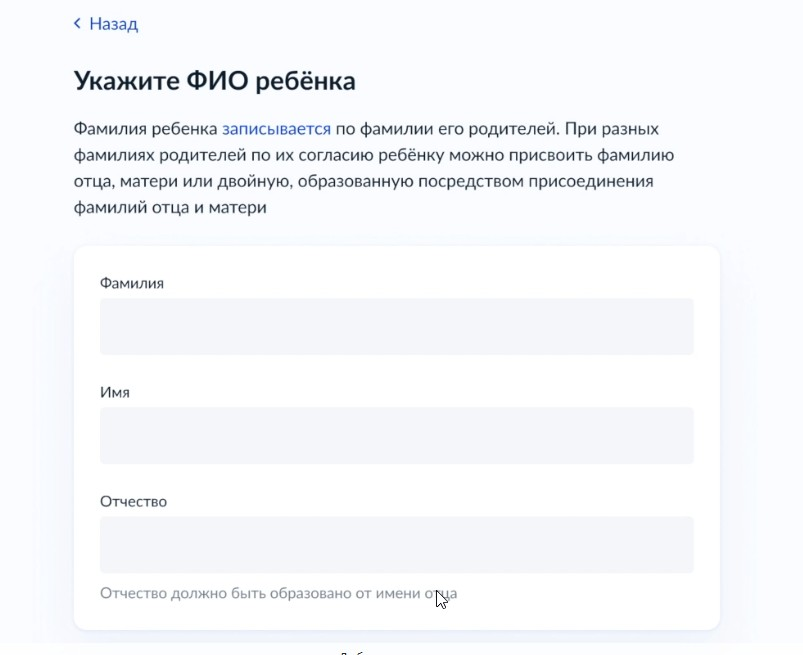 Назад
Укажите ФИО ребёнка
Фамилия ребенка записывается по фамилии его родителей. При разных
фамилиях родителей по их согласию ребёнку можно присвоить фамилию
отца, матери или двойную, образованную посредством присоединения
фамилий отца и матери
Фамилия
Имя
Отчество
Отчество должно быть образовано от имени отца